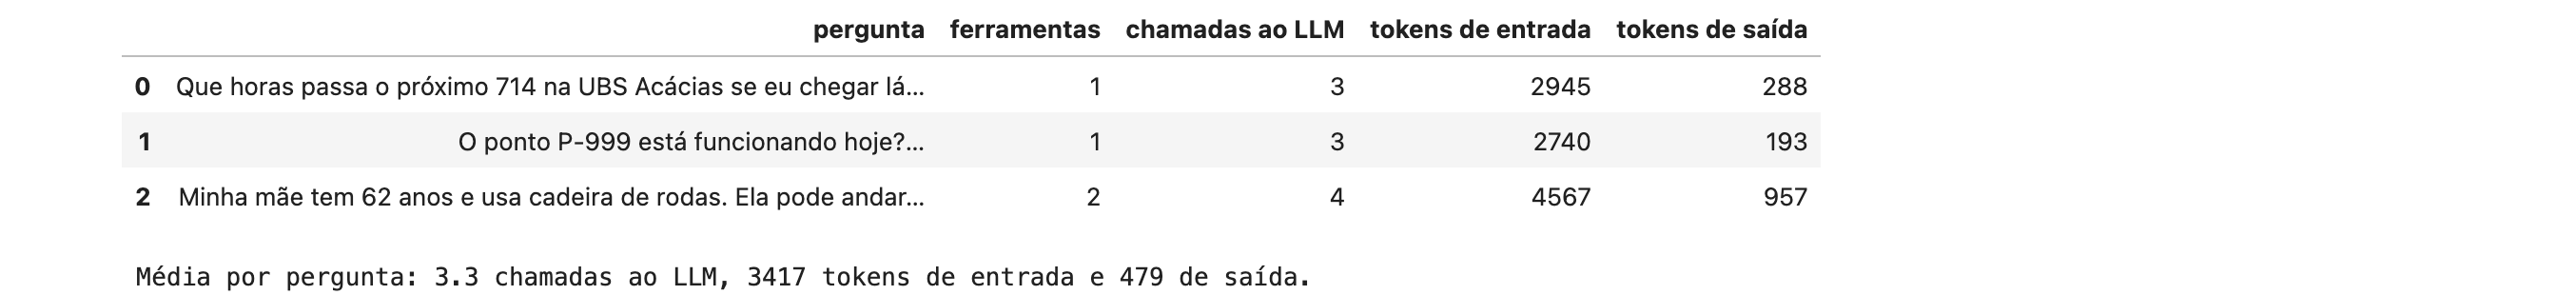 pergunta ferramentas chamadas ao LLM tokens de entrada tokens de saída
0 Que horas passa o próximo 714 na UBS Acácias se eu chegar lá... 1 3 2945 288
1 O ponto P-999 está funcionando hoje?... 1 3 2740 193
2 Minha mãe tem 62 anos e usa cadeira de rodas. Ela pode andar... 2 4 4567 957
Média por pergunta: 3.3 chamadas ao LLM, 3417 tokens de entrada e 479 de saída.